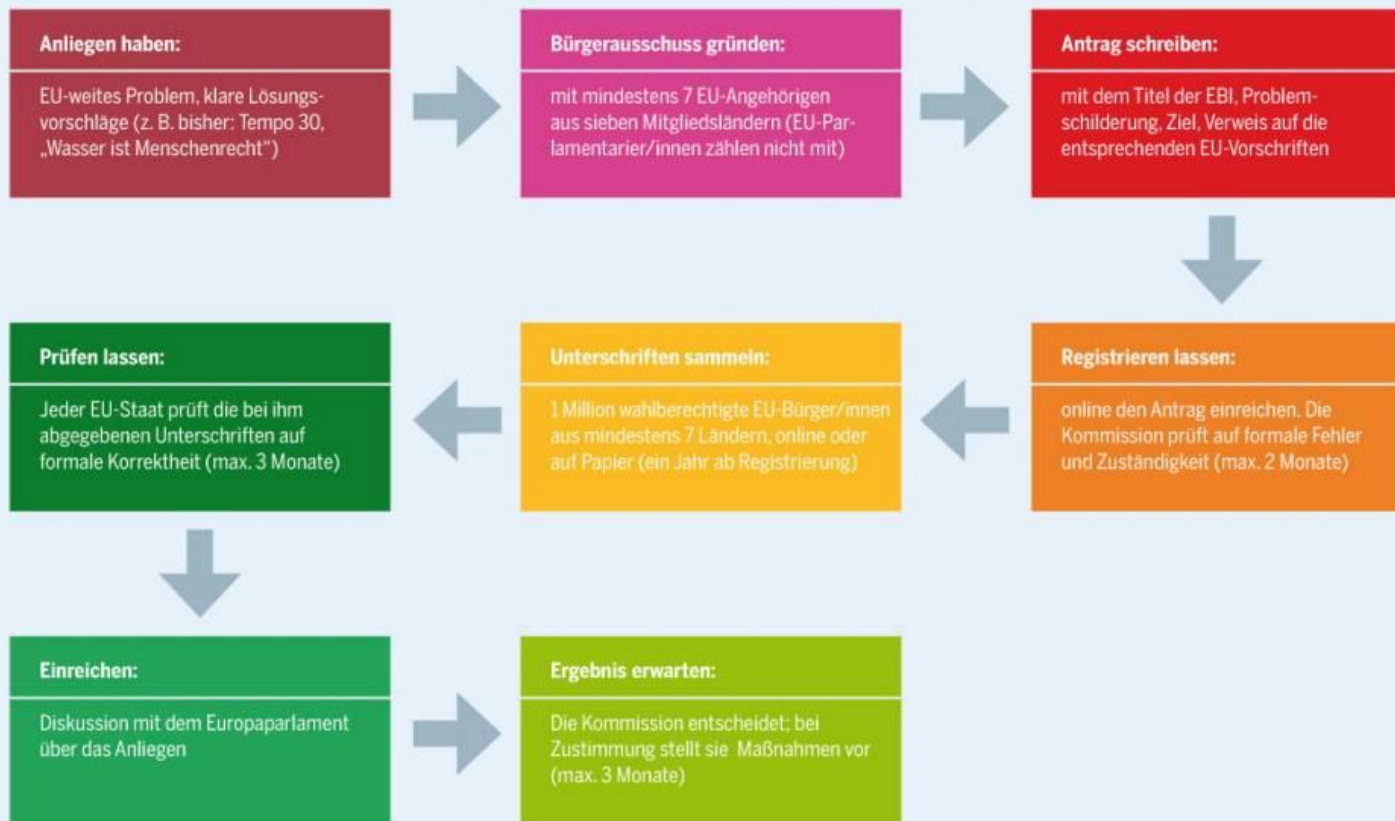 Anliegen haben:
EU-weites Problem, klare Lösungs-
vorschläge (z. B. bisher: Tempo 30,
„Wasser ist Menschenrecht“)
Bürgerausschuss gründen:
mit mindestens 7 EU-Angehörigen
aus sieben Mitgliedsländern (EU-Par-
lamentarier/innen zählen nicht mit)
Antrag schreiben:
mit dem Titel der EBI, Problem-
schilderung, Ziel, Verweis auf die
entsprechenden EU-Vorschriften
Registrieren lassen:
online den Antrag einreichen. Die
Kommission prüft auf formale Fehler
und Zuständigkeit (max. 2 Monate)
Unterschriften sammeln:
1 Million wahlberechtigte EU-Bürger/innen
aus mindestens 7 Ländern, online oder
auf Papier (ein Jahr ab Registrierung)
Prüfen lassen:
Jeder EU-Staat prüft die bei ihm
abgegebenen Unterschriften auf
formale Korrektheit (max. 3 Monate)
Einreichen:
Diskussion mit dem Europaparlament
über das Anliegen
Ergebnis erwarten:
Die Kommission entscheidet; bei
Zustimmung stellt sie Maßnahmen vor
(max. 3 Monate)